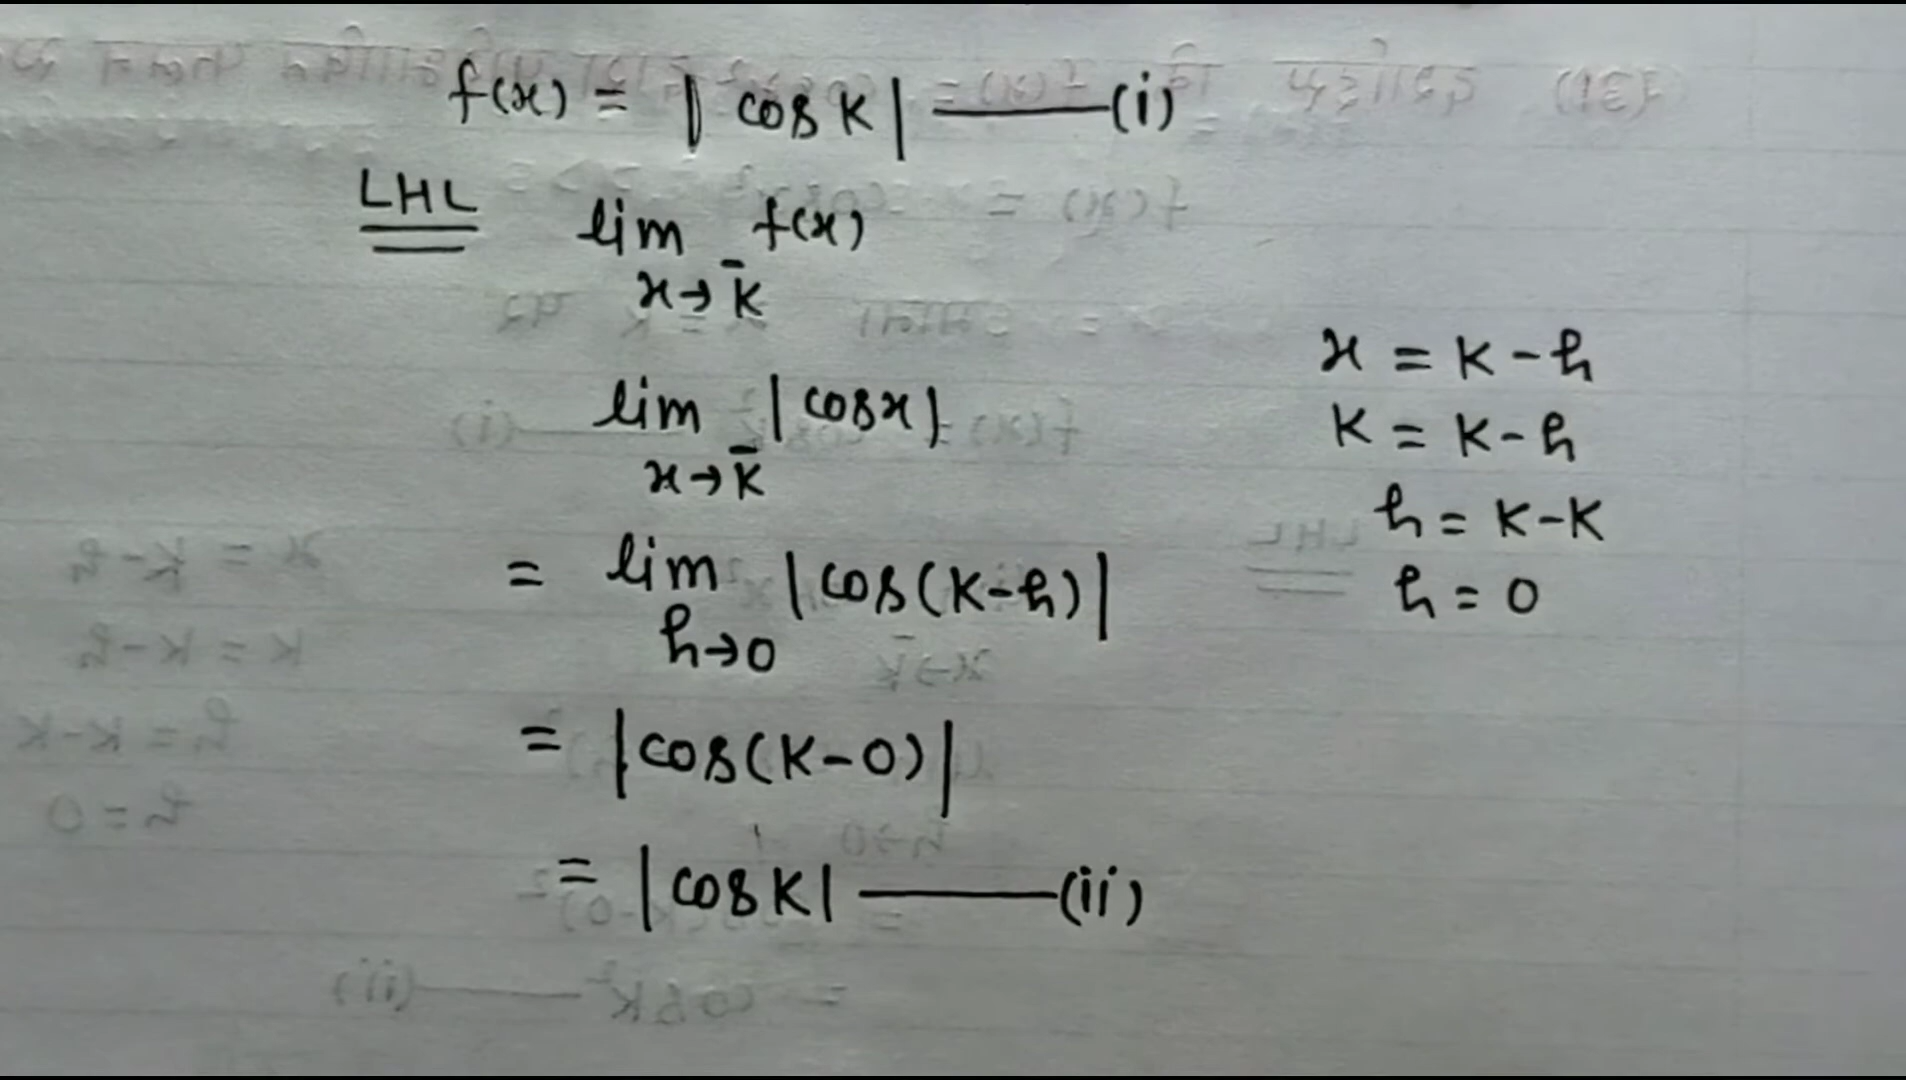 f(x) = | cos K | ——— (i)
LHL lim f(x)
x→K̄
lim | cos x |
x→K̄
= lim | cos(K-h) |
h→0
= | cos(K-0) |
= | cos K | ——— (ii)
x = K-h
K = K-h
h = K-K
h = 0